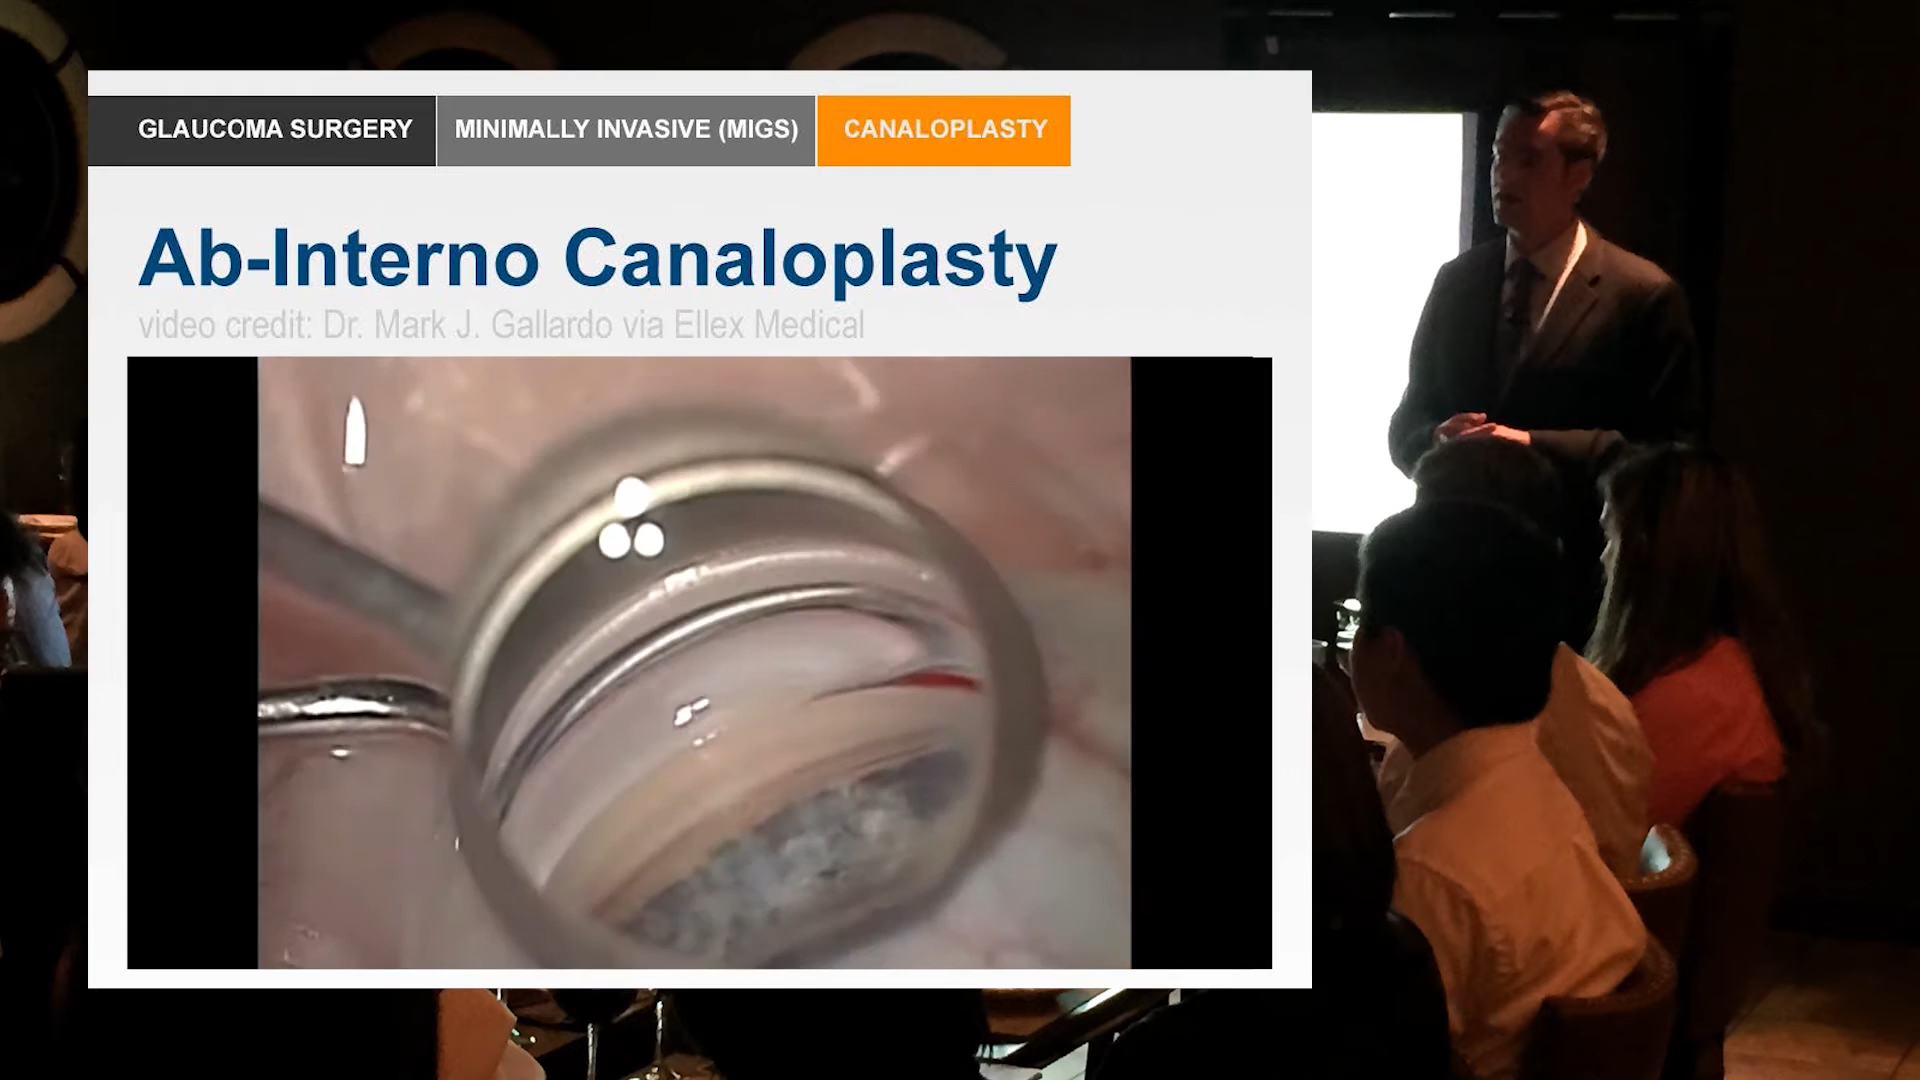 GLAUCOMA SURGERY
MINIMALLY INVASIVE (MIGS)
CANALOPLASTY
Ab-Interno Canaloplasty
video credit: Dr. Mark J. Gallardo via Ellex Medical